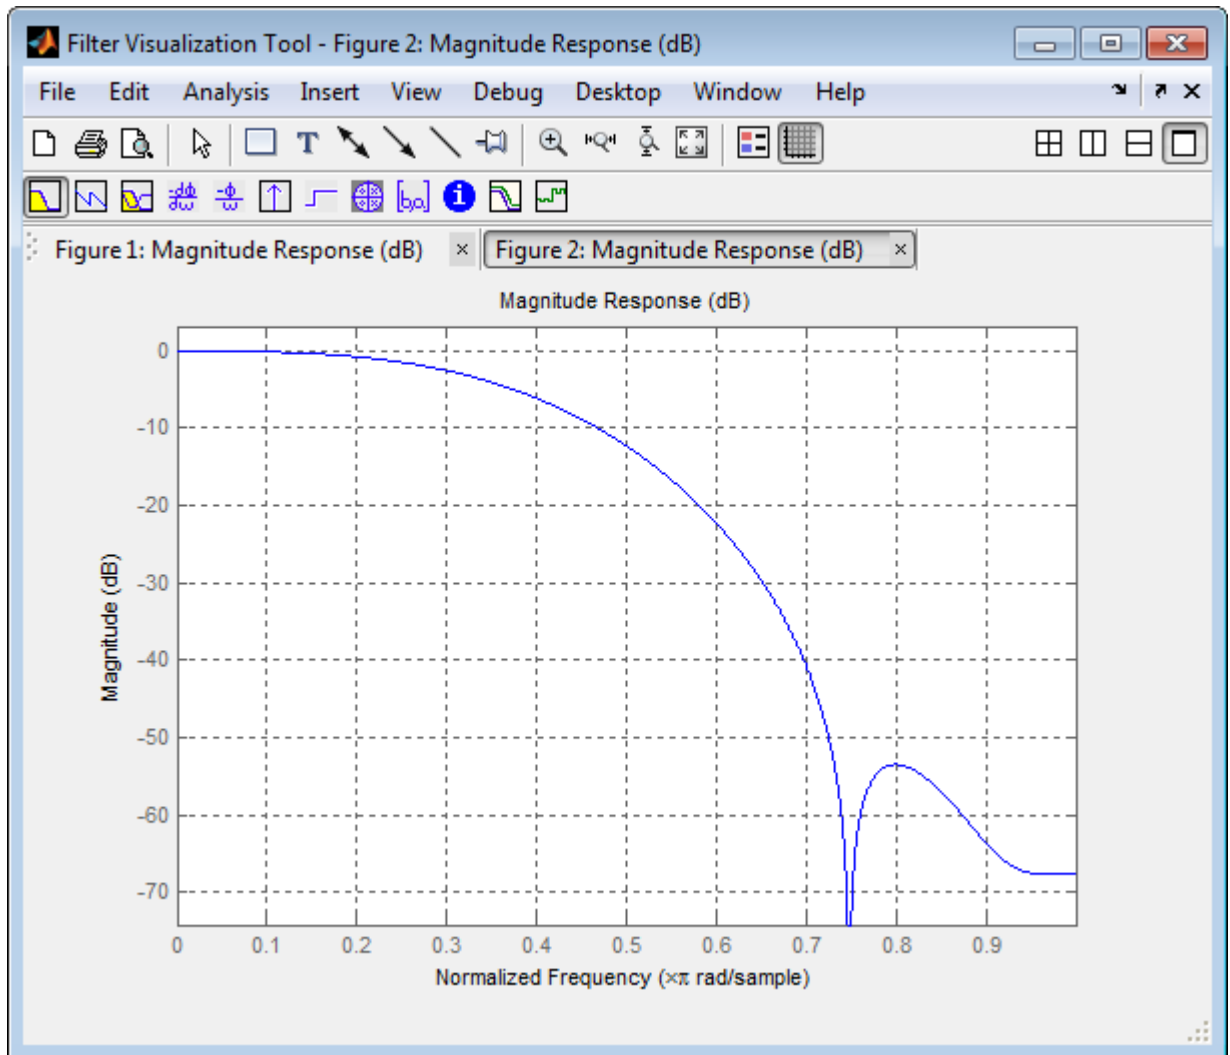 Filter Visualization Tool - Figure 2: Magnitude Response (dB)
File Edit Analysis Insert View Debug Desktop Window Help
Figure 1: Magnitude Response (dB) Figure 2: Magnitude Response (dB)
Magnitude Response (dB)
0
-10
-20
-30
-40
-50
-60
-70
Magnitude (dB)
0 0.1 0.2 0.3 0.4 0.5 0.6 0.7 0.8 0.9
Normalized Frequency (×π rad/sample)